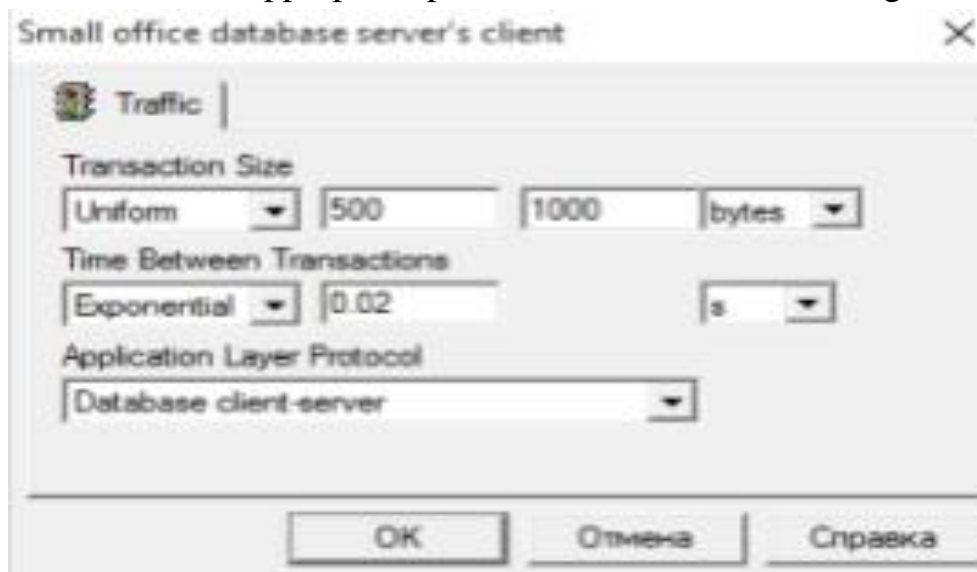 Small office database server's client
Traffic
Transaction Size
Uniform 500 1000 bytes
Time Between Transactions
Exponential 0.02 s
Application Layer Protocol
Database client-server
OK Отмена Справка